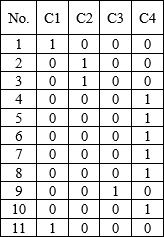 No. C1 C2 C3 C4
1 1 0 0 0
2 0 1 0 0
3 0 1 0 0
4 0 0 0 1
5 0 0 0 1
6 0 0 0 1
7 0 0 0 1
8 0 0 0 1
9 0 0 1 0
10 0 0 0 1
11 1 0 0 0